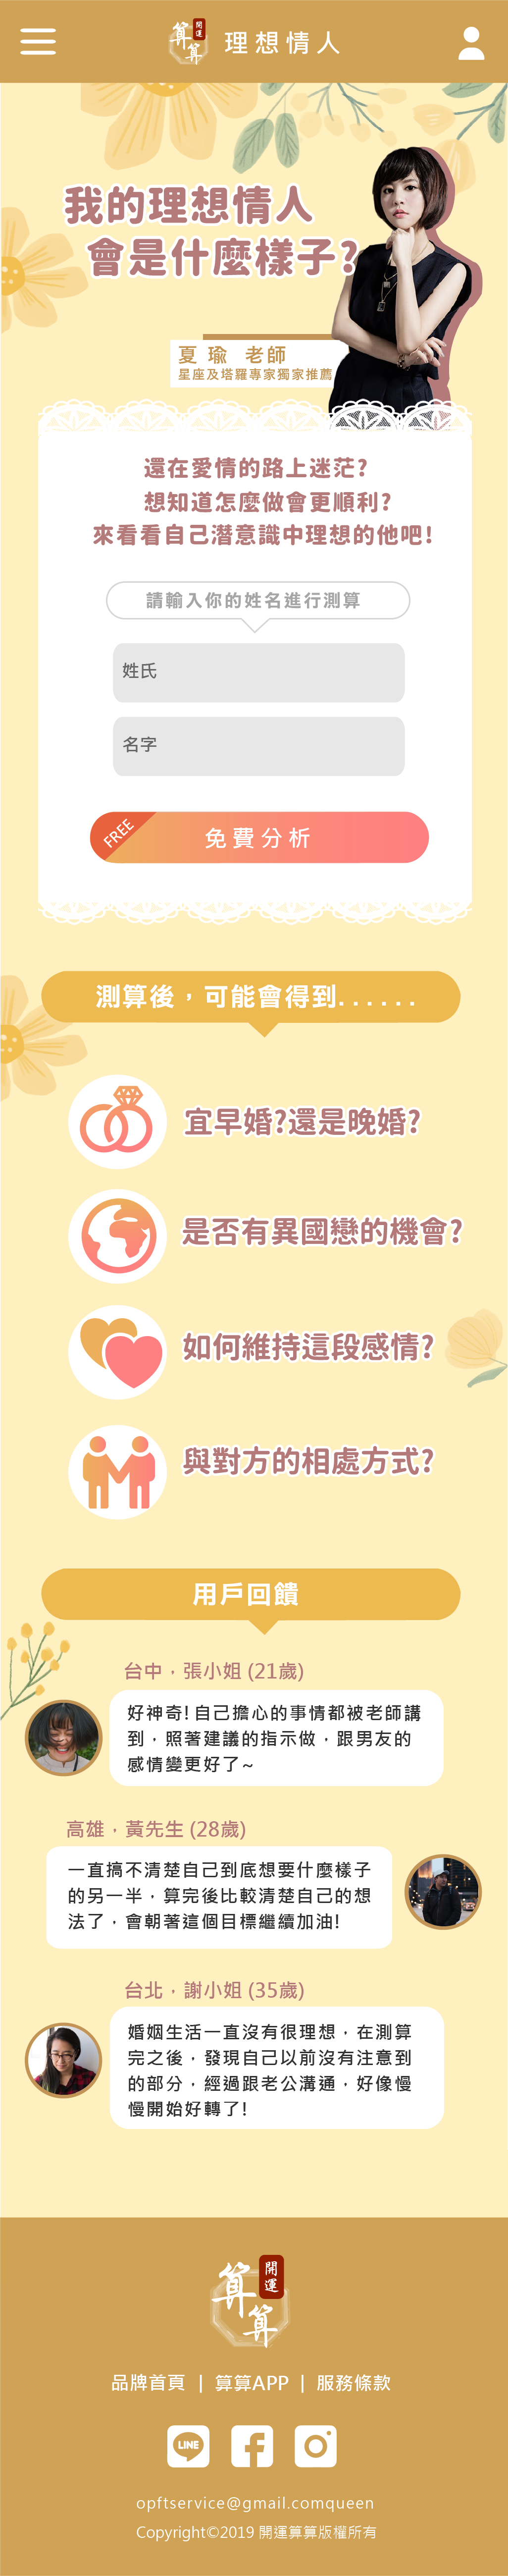 算算
開運
理想情人
我的理想情人
會是什麼樣子?
夏瑜 老師
星座及塔羅專家獨家推薦
還在愛情的路上迷茫?
想知道怎麼做會更順利?
來看看自己潛意識中理想的他吧!
請輸入你的姓名進行測算
姓氏
名字
FREE
免費分析
測算後，可能會得到......
宜早婚?還是晚婚?
是否有異國戀的機會?
如何維持這段感情?
與對方的相處方式?
用戶回饋
台中，張小姐 (21歲)
好神奇! 自己擔心的事情都被老師講
到，照著建議的指示做，跟男友的
感情變更好了~
高雄，黃先生 (28歲)
一直搞不清楚自己到底想要什麼樣子
的另一半，算完後比較清楚自己的想
法了，會朝著這個目標繼續加油!
台北，謝小姐 (35歲)
婚姻生活一直沒有很理想，在測算
完之後，發現自己以前沒有注意到
的部分，經過跟老公溝通，好像慢
慢開始好轉了!
算算
開運
品牌首頁 | 算算APP | 服務條款
LINE
opftservice@gmail.comqueen
Copyright©2019 開運算算版權所有